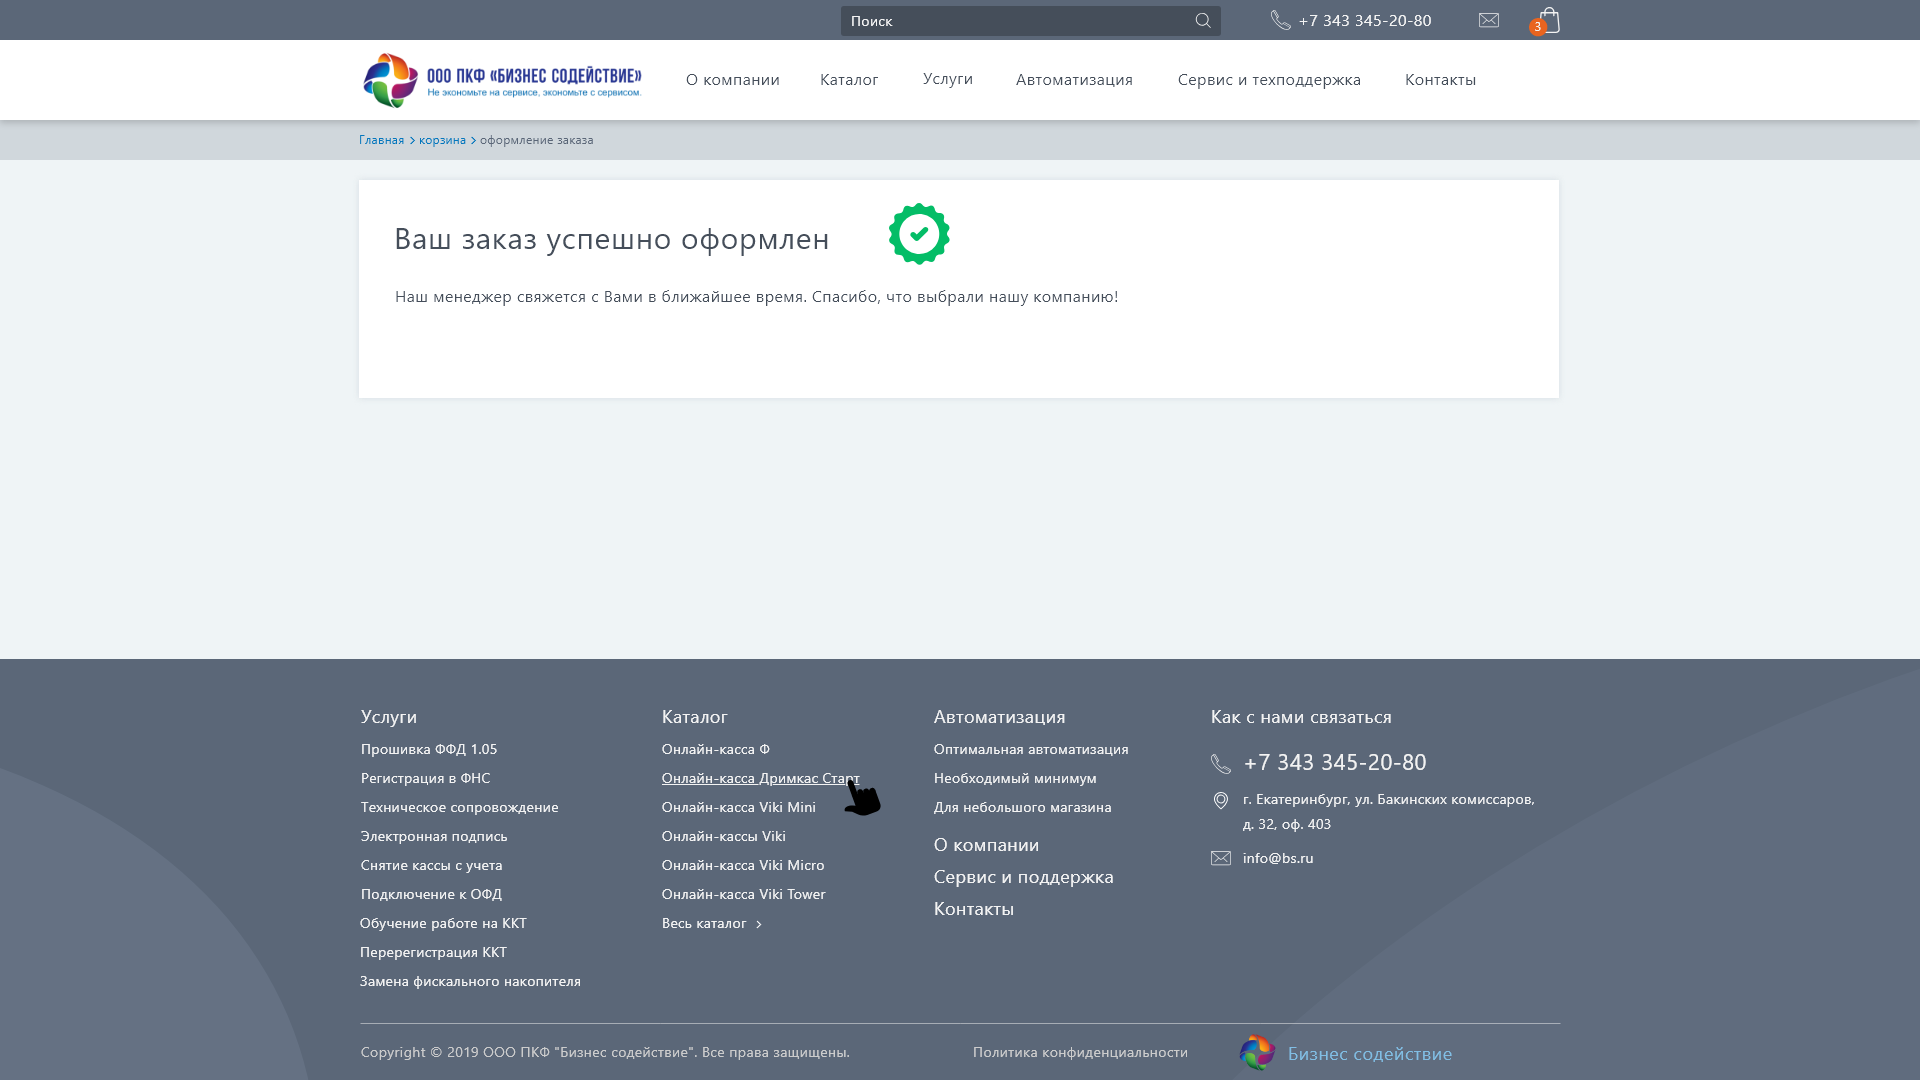 Поиск
+7 343 345-20-80
3
ООО ПКФ «БИЗНЕС СОДЕЙСТВИЕ»
Не экономьте на сервисе, экономьте с сервисом.
О компании
Каталог
Услуги
Автоматизация
Сервис и техподдержка
Контакты
Главная > корзина > оформление заказа
Ваш заказ успешно оформлен
Наш менеджер свяжется с Вами в ближайшее время. Спасибо, что выбрали нашу компанию!
Услуги
Прошивка ФФД 1.05
Регистрация в ФНС
Техническое сопровождение
Электронная подпись
Снятие кассы с учета
Подключение к ОФД
Обучение работе на ККТ
Перерегистрация ККТ
Замена фискального накопителя
Каталог
Онлайн-касса Ф
Онлайн-касса Дримкас Старт
Онлайн-касса Viki Mini
Онлайн-кассы Viki
Онлайн-касса Viki Micro
Онлайн-касса Viki Tower
Весь каталог >
Автоматизация
Оптимальная автоматизация
Необходимый минимум
Для небольшого магазина
О компании
Сервис и поддержка
Контакты
Как с нами связаться
+7 343 345-20-80
г. Екатеринбург, ул. Бакинских комиссаров,
д. 32, оф. 403
info@bs.ru
Copyright © 2019 ООО ПКФ "Бизнес содействие". Все права защищены.
Политика конфиденциальности
Бизнес содействие